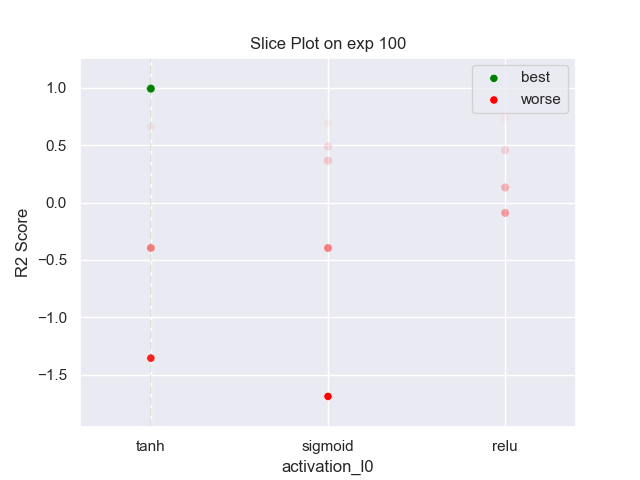 Slice Plot on exp 100
best
worse
R2 Score
1.0
0.5
0.0
−0.5
−1.0
−1.5
tanh
sigmoid
relu
activation_l0